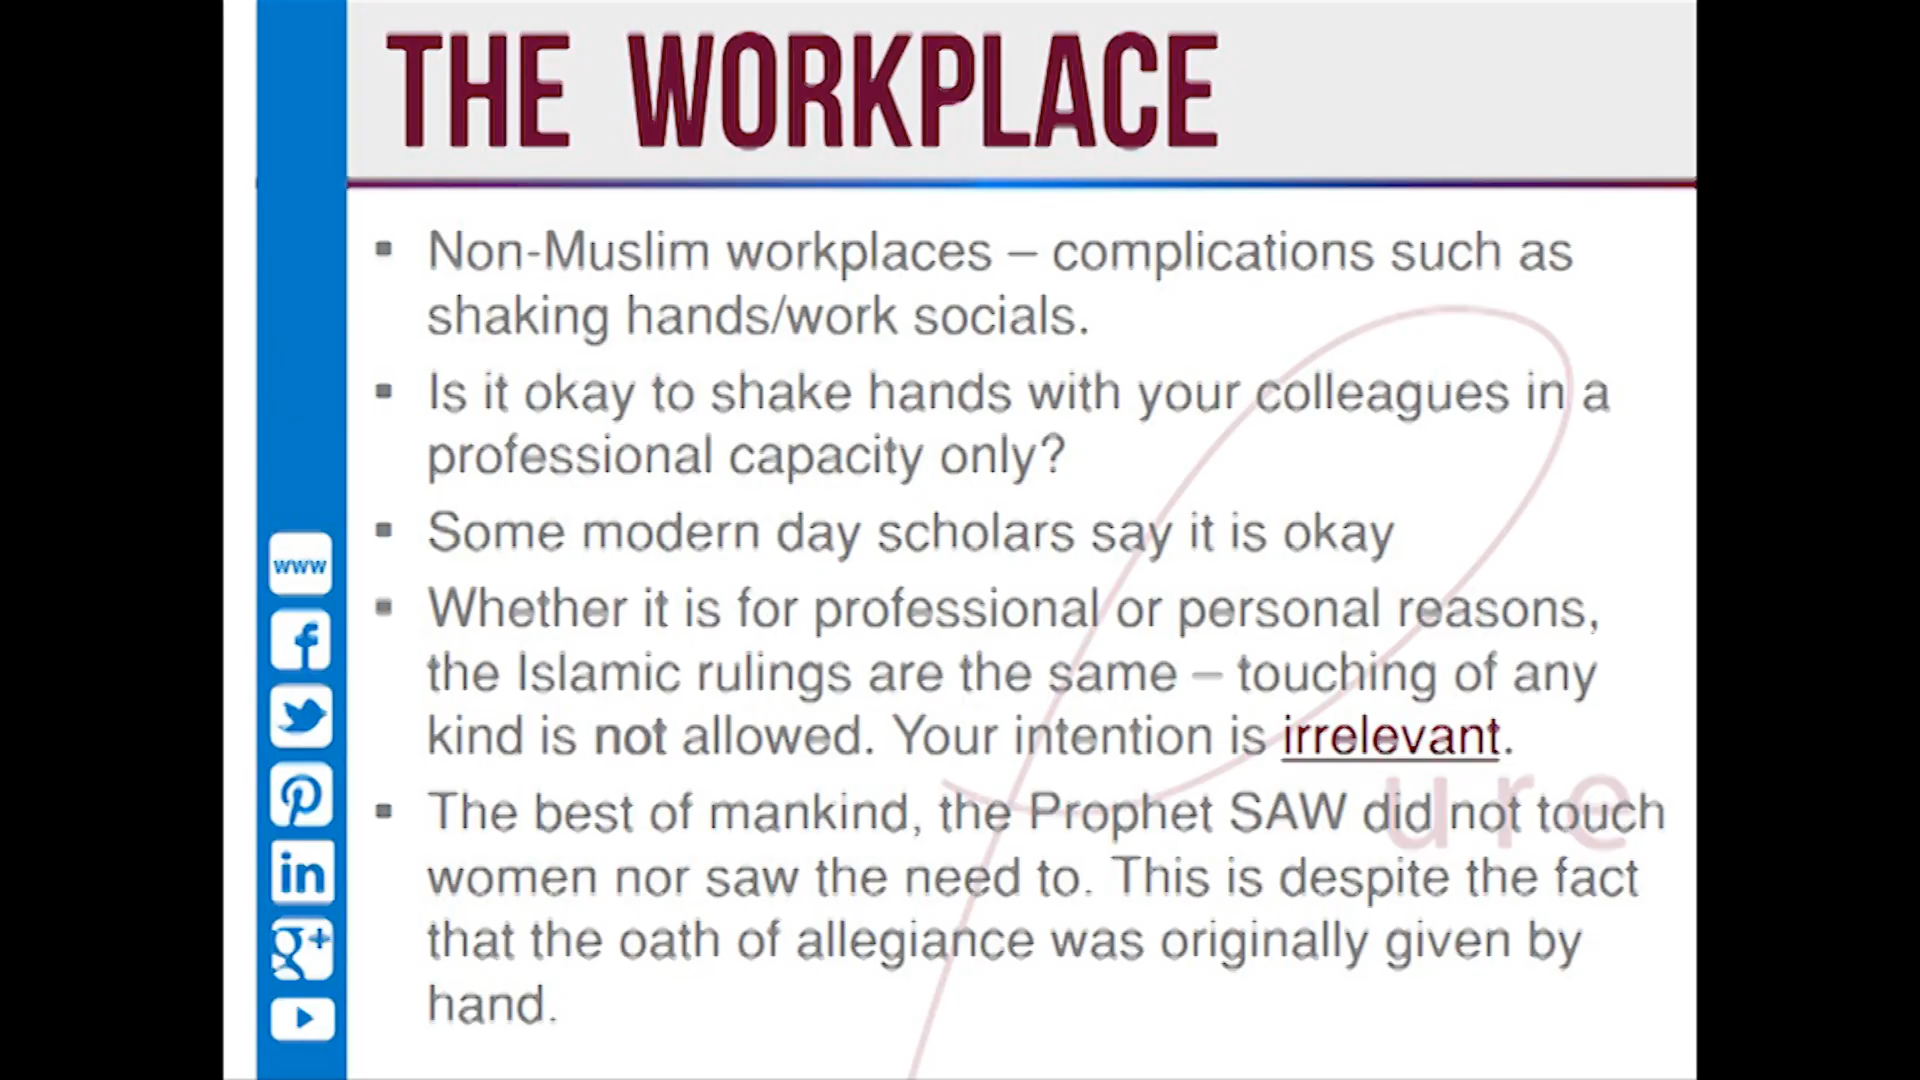 THE WORKPLACE
▪ Non-Muslim workplaces – complications such as
shaking hands/work socials.
▪ Is it okay to shake hands with your colleagues in a
professional capacity only?
▪ Some modern day scholars say it is okay
▪ Whether it is for professional or personal reasons,
the Islamic rulings are the same – touching of any
kind is not allowed. Your intention is irrelevant.
▪ The best of mankind, the Prophet SAW did not touch
women nor saw the need to. This is despite the fact
that the oath of allegiance was originally given by
hand.
www
f
in
g+
ure